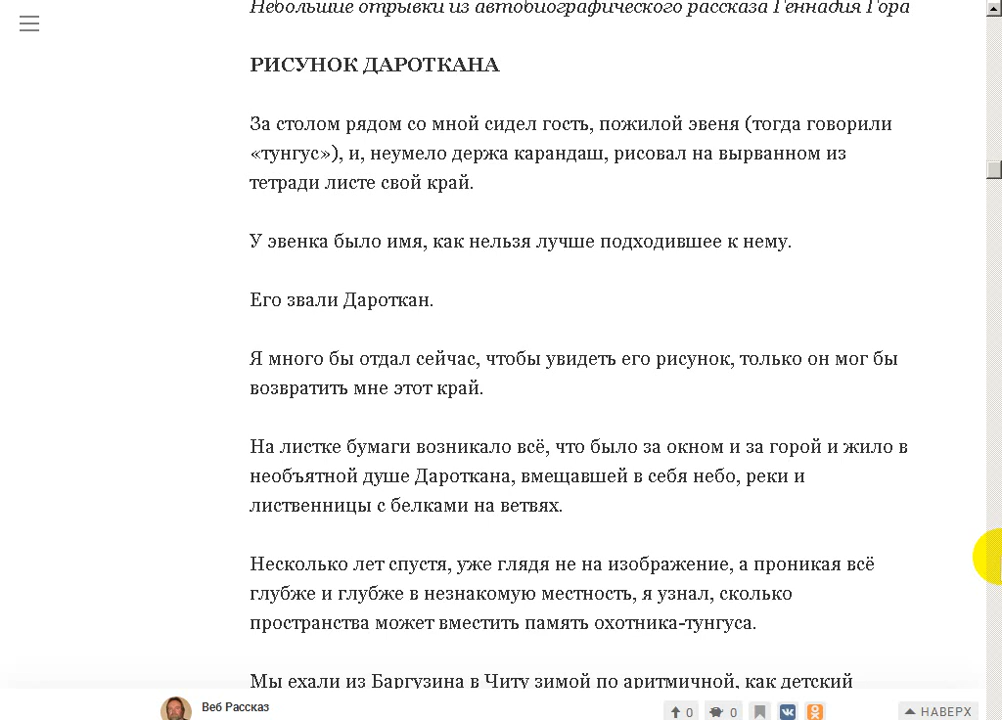 Небольшие отрывки из автобиографического рассказа Геннадия Гора
РИСУНОК ДАРОТКАНА
За столом рядом со мной сидел гость, пожилой эвеня (тогда говорили
«тунгус»), и, неумело держа карандаш, рисовал на вырванном из
тетради листе свой край.
У эвенка было имя, как нельзя лучше подходившее к нему.
Его звали Дароткан.
Я много бы отдал сейчас, чтобы увидеть его рисунок, только он мог бы
возвратить мне этот край.
На листке бумаги возникало всё, что было за окном и за горой и жило в
необъятной душе Дароткана, вмещавшей в себя небо, реки и
лиственницы с белками на ветвях.
Несколько лет спустя, уже глядя не на изображение, а проникая всё
глубже и глубже в незнакомую местность, я узнал, сколько
пространства может вместить память охотника-тунгуса.
Мы ехали из Баргузина в Читу зимой по аритмичной, как детский
Веб Рассказ
0
0
НАВЕРХ